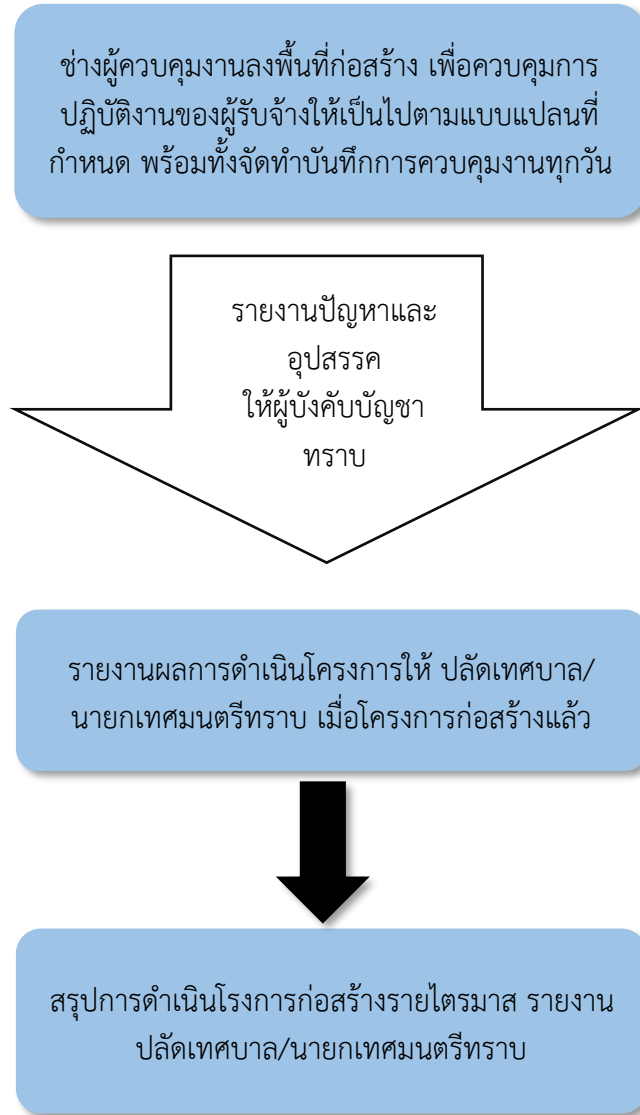 ช่างผู้ควบคุมงานลงพื้นที่ก่อสร้าง เพื่อควบคุมการ
ปฏิบัติงานของผู้รับจ้างให้เป็นไปตามแบบแปลนที่
กำหนด พร้อมทั้งจัดทำบันทึกการควบคุมงานทุกวัน
รายงานปัญหาและ
อุปสรรค
ให้ผู้บังคับบัญชา
ทราบ
รายงานผลการดำเนินโครงการให้ ปลัดเทศบาล/
นายกเทศมนตรีทราบ เมื่อโครงการก่อสร้างแล้ว
สรุปการดำเนินโรงการก่อสร้างรายไตรมาส รายงาน
ปลัดเทศบาล/นายกเทศมนตรีทราบ